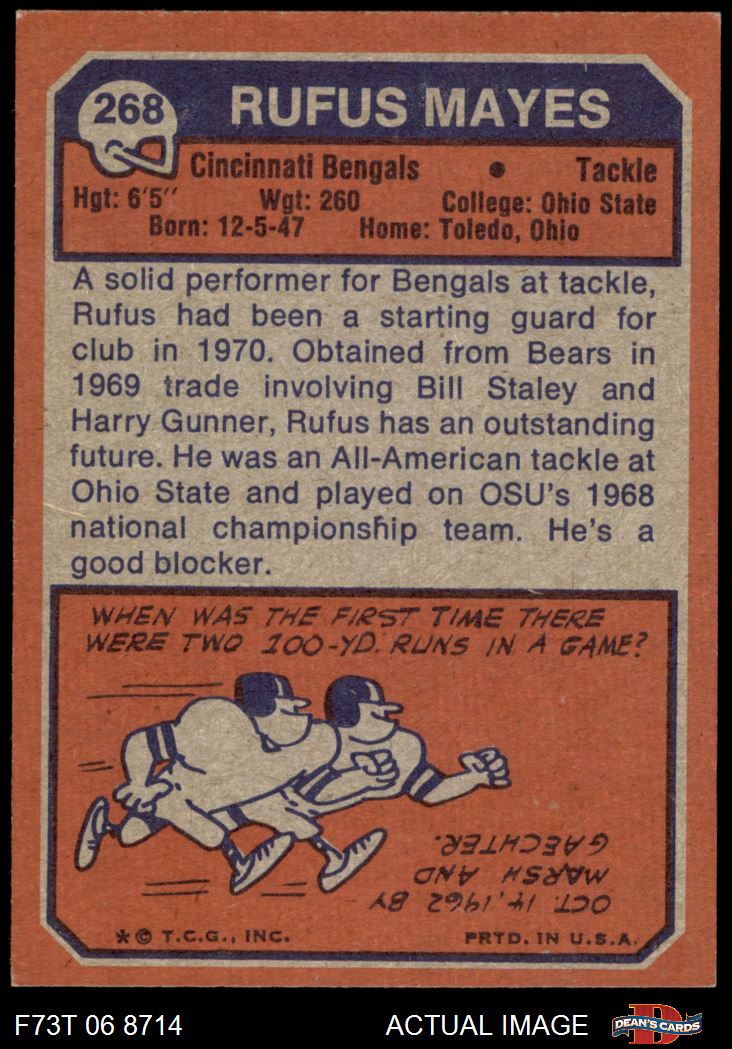 268
RUFUS MAYES
Cincinnati Bengals • Tackle
Hgt: 6'5" Wgt: 260 College: Ohio State
Born: 12-5-47 Home: Toledo, Ohio
A solid performer for Bengals at tackle,
Rufus had been a starting guard for
club in 1970. Obtained from Bears in
1969 trade involving Bill Staley and
Harry Gunner, Rufus has an outstanding
future. He was an All-American tackle at
Ohio State and played on OSU's 1968
national championship team. He's a
good blocker.
WHEN WAS THE FIRST TIME THERE
WERE TWO 100-YD. RUNS IN A GAME?
OCT. 14, 1962 BY
MARSH AND
GAECHTER.
*© T.C.G., INC. PRTD. IN U.S.A.
F73T 06 8714 ACTUAL IMAGE
D
DEAN'S CARDS